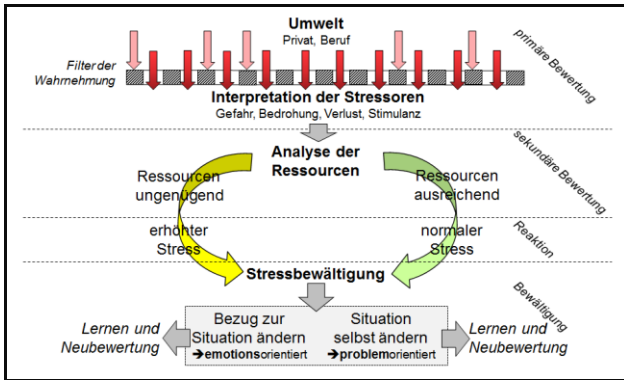 Umwelt
Privat, Beruf
Filter der
Wahrnehmung
primäre Bewertung
Interpretation der Stressoren
Gefahr, Bedrohung, Verlust, Stimulanz
Analyse der
Ressourcen
sekundäre Bewertung
Ressourcen
ungenügend
Ressourcen
ausreichend
erhöhter
Stress
normaler
Stress
Reaktion
Stressbewältigung
Bewältigung
Lernen und
Neubewertung
Bezug zur
Situation ändern
➔emotionsorientiert
Situation
selbst ändern
➔problemorientiert
Lernen und
Neubewertung